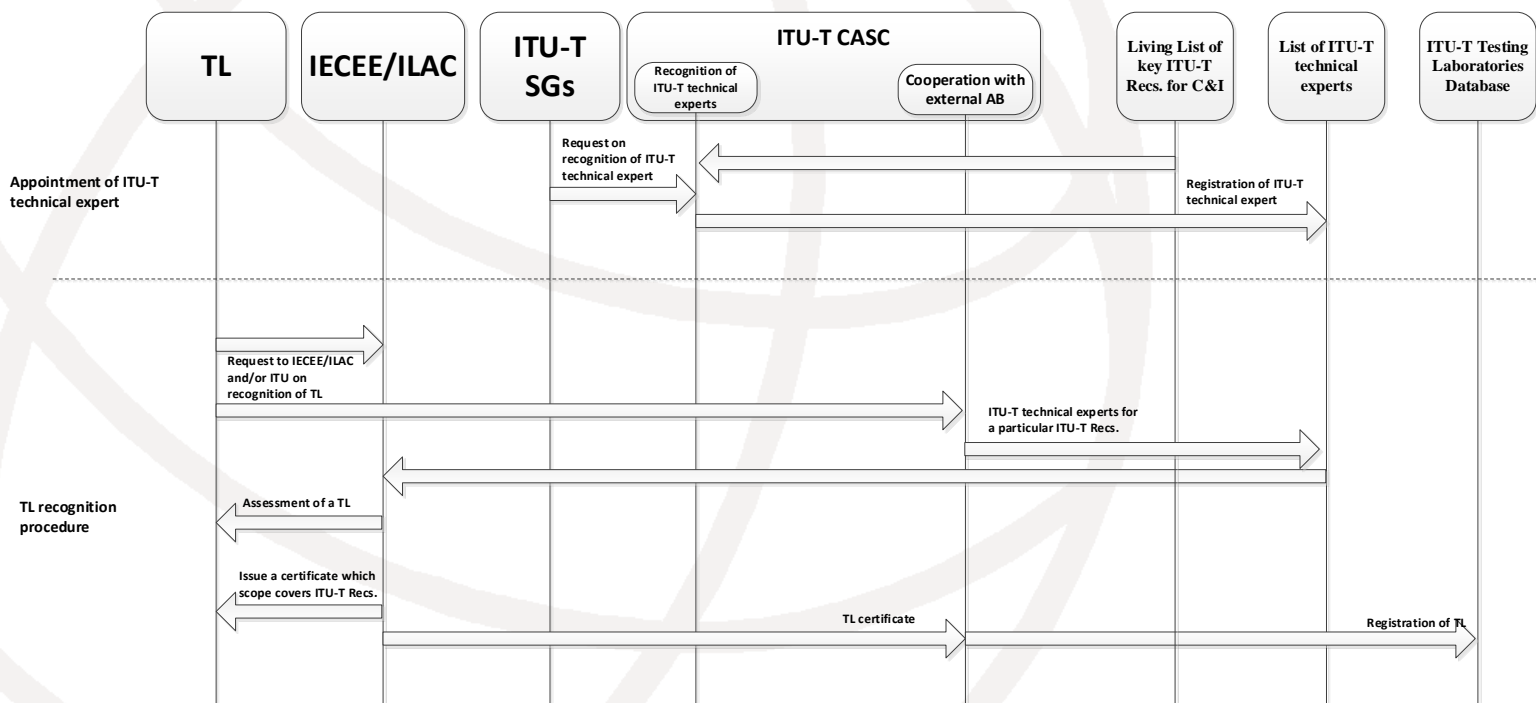 TL
IECEE/ILAC
ITU-T
SGs
ITU-T CASC
Recognition of
ITU-T technical
experts
Cooperation with
external AB
Living List of
key ITU-T
Recs. for C&I
List of ITU-T
technical
experts
ITU-T Testing
Laboratories
Database
Appointment of ITU-T
technical expert
Request on
recognition of ITU-T
technical expert
Registration of ITU-T
technical expert
Request to IECEE/ILAC
and/or ITU on
recognition of TL
ITU-T technical experts for
a particular ITU-T Recs.
TL recognition
procedure
Assessment of a TL
Issue a certificate which
scope covers ITU-T Recs.
TL certificate
Registration of TL